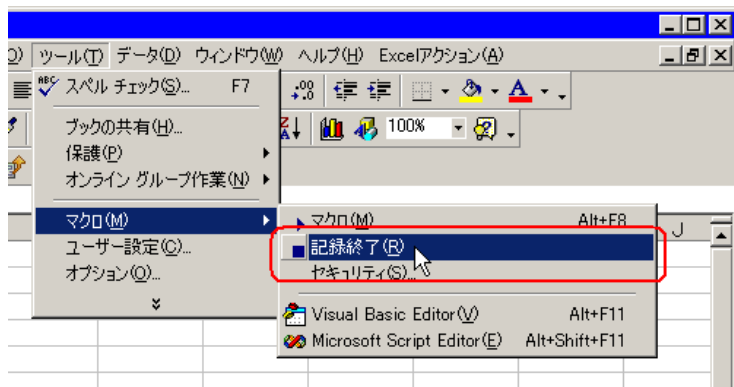 O) ツール(T) データ(D) ウィンドウ(W) ヘルプ(H) Excelアクション(A)
ABC スペル チェック(S)... F7
ブックの共有(H)... 100%
保護(P)
オンライン グループ作業(N)
マクロ(M) マクロ(M) Alt+F8 J
ユーザー設定(C)... 記録終了(R)
オプション(O)... セキュリティ(S)...
Visual Basic Editor(V) Alt+F11
Microsoft Script Editor(E) Alt+Shift+F11